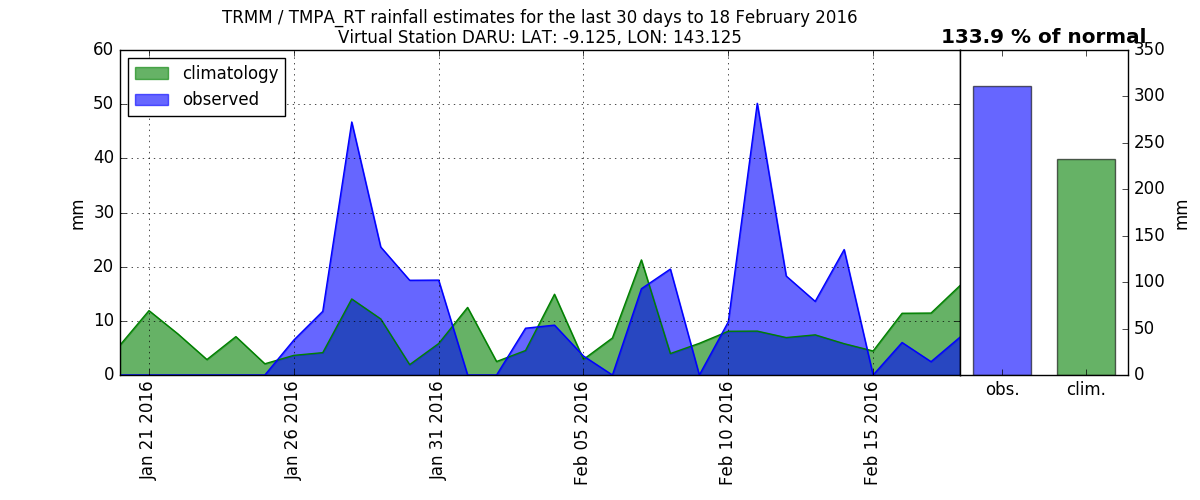 TRMM / TMPA_RT rainfall estimates for the last 30 days to 18 February 2016
Virtual Station DARU: LAT: -9.125, LON: 143.125
133.9 % of normal
climatology
observed
60
50
40
30
20
10
0
mm
Jan 21 2016
Jan 26 2016
Jan 31 2016
Feb 05 2016
Feb 10 2016
Feb 15 2016
350
300
250
200
150
100
50
0
mm
obs.
clim.